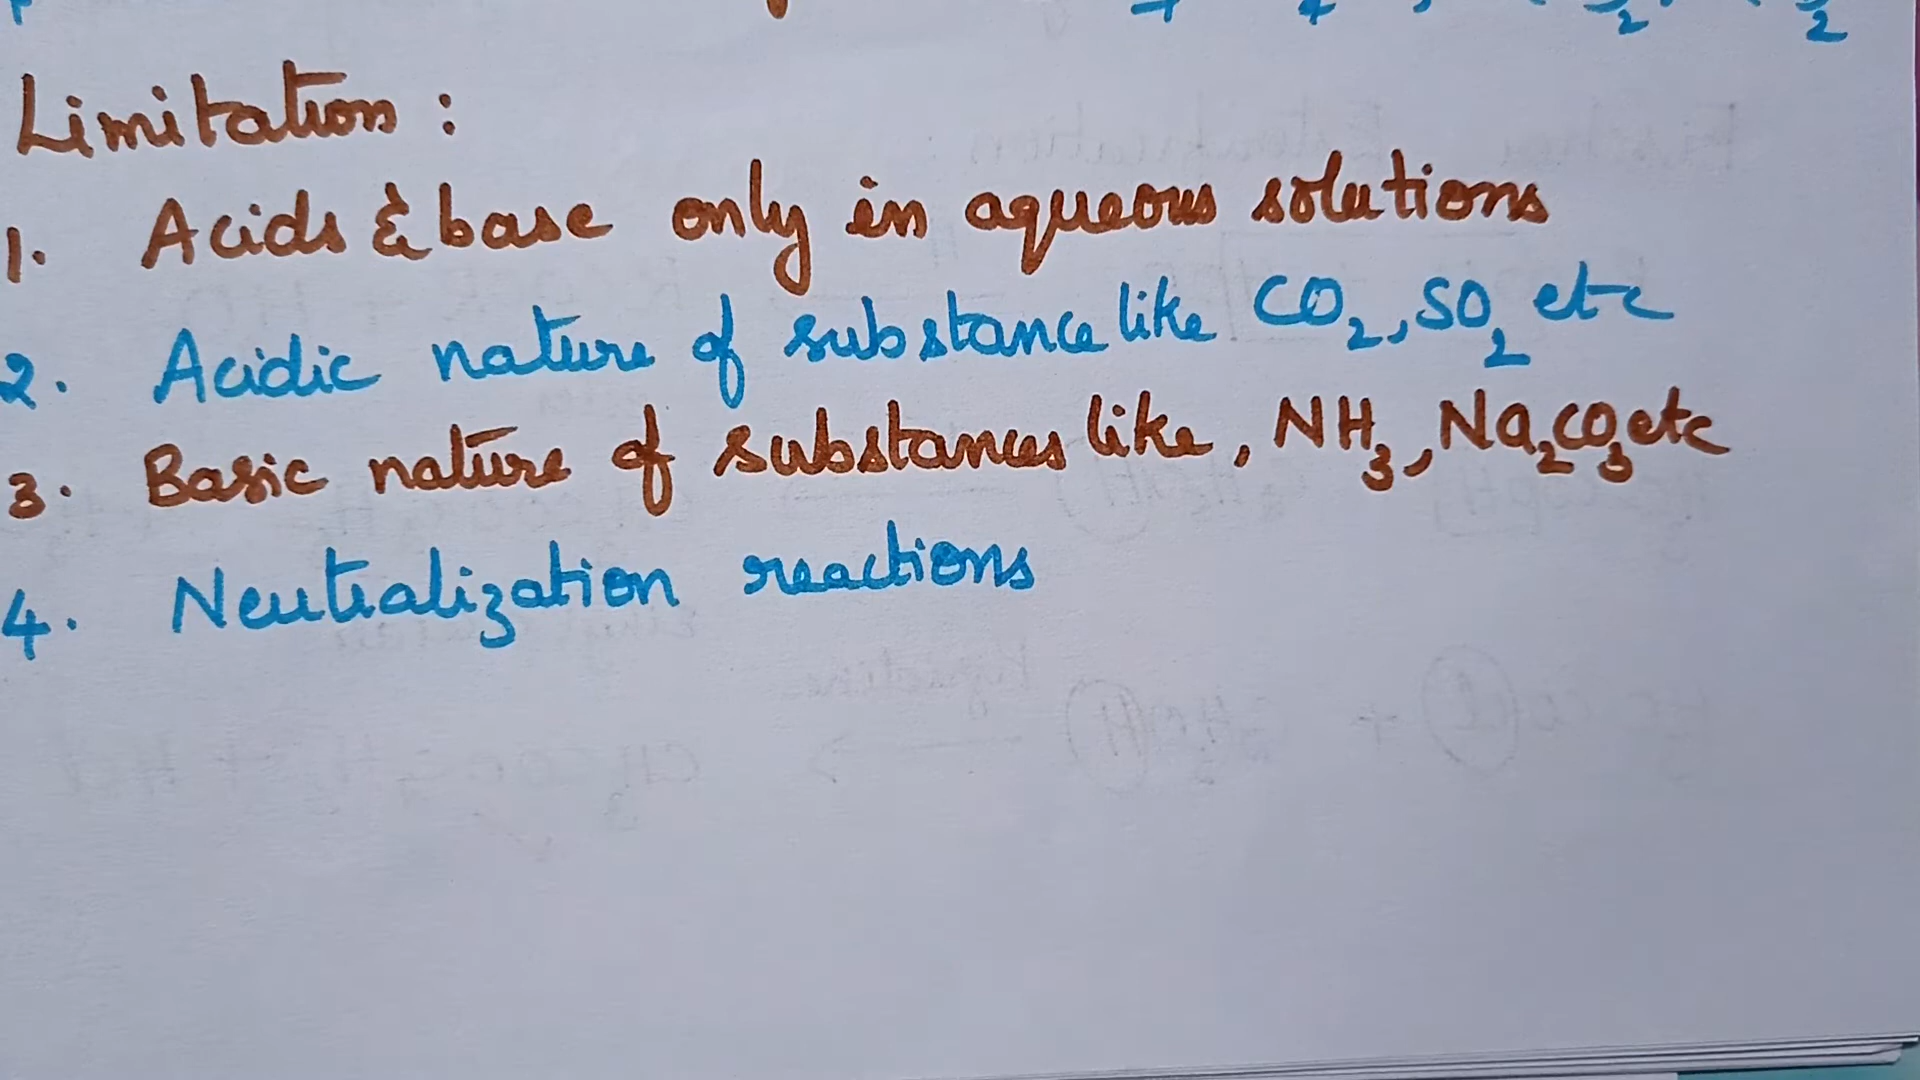 Limitation :
1. Acids & base only in aqueous solutions
2. Acidic nature of substance like CO₂, SO₂ etc
3. Basic nature of substances like, NH₃, Na₂CO₃ etc
4. Neutralization reactions